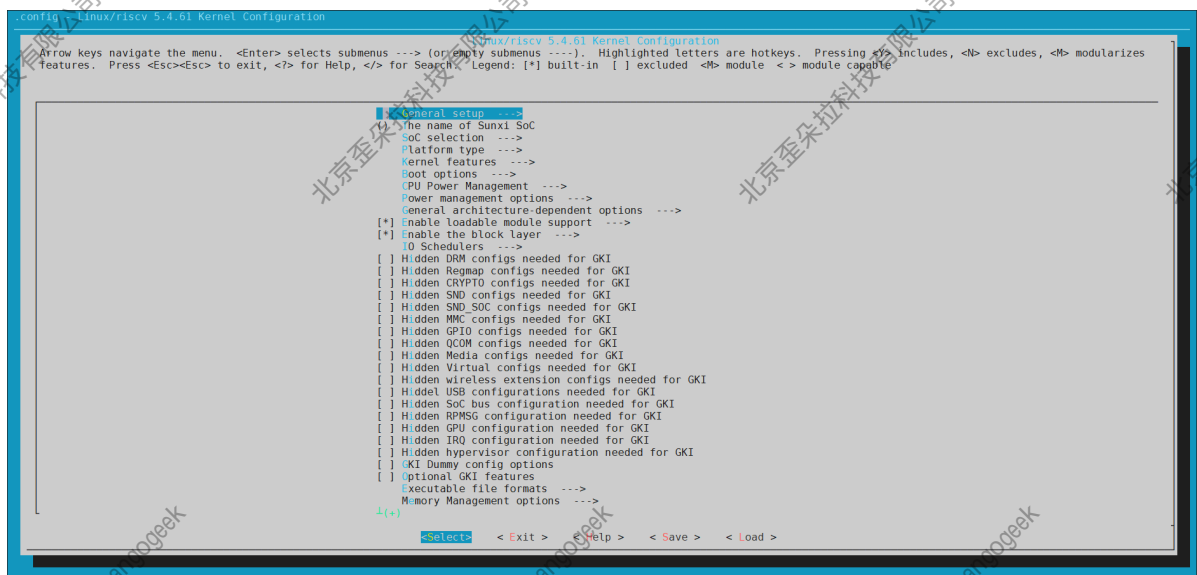 .config - Linux/riscv 5.4.61 Kernel Configuration
Linux/riscv 5.4.61 Kernel Configuration
Arrow keys navigate the menu.  <Enter> selects submenus ---> (or empty submenus ----).  Highlighted letters are hotkeys.  Pressing <Y> includes, <N> excludes, <M> modularizes
features.  Press <Esc><Esc> to exit, <?> for Help, </> for Search.  Legend: [*] built-in  [ ] excluded  <M> module  < > module capable
General setup  --->
() The name of Sunxi SoC
SoC selection  --->
Platform type  --->
Kernel features  --->
Boot options  --->
CPU Power Management  --->
Power management options  --->
General architecture-dependent options  --->
[*] Enable loadable module support  --->
[*] Enable the block layer  --->
IO Schedulers  --->
[ ] Hidden DRM configs needed for GKI
[ ] Hidden Regmap configs needed for GKI
[ ] Hidden CRYPTO configs needed for GKI
[ ] Hidden SND configs needed for GKI
[ ] Hidden SND_SOC configs needed for GKI
[ ] Hidden MMC configs needed for GKI
[ ] Hidden GPIO configs needed for GKI
[ ] Hidden QCOM configs needed for GKI
[ ] Hidden Media configs needed for GKI
[ ] Hidden Virtual configs needed for GKI
[ ] Hidden wireless extension configs needed for GKI
[ ] Hiddel USB configurations needed for GKI
[ ] Hidden SoC bus configuration needed for GKI
[ ] Hidden RPMSG configuration needed for GKI
[ ] Hidden GPU configuration needed for GKI
[ ] Hidden IRQ configuration needed for GKI
[ ] Hidden hypervisor configuration needed for GKI
[ ] GKI Dummy config options
[ ] Optional GKI features
Executable file formats  --->
Memory Management options  --->
┴(+)
<Select>    < Exit >    < Help >    < Save >    < Load >
科技有限公司
北京歪朵拉科技有限公司
北京歪朵拉科技有限公司
北京
angogeek
angogeek
angogeek